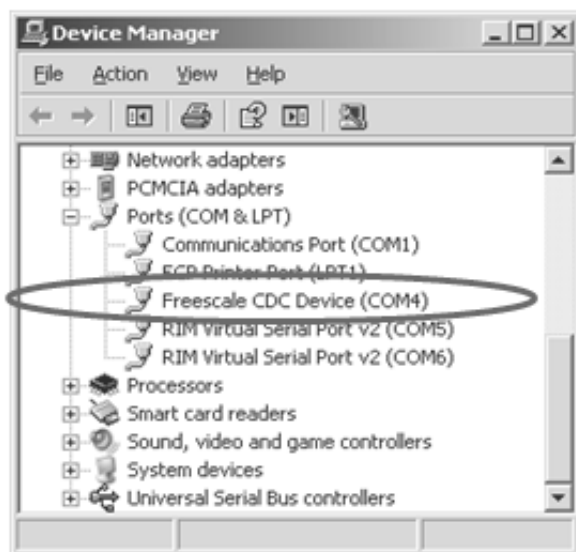 Device Manager
File Action View Help
Network adapters
PCMCIA adapters
Ports (COM & LPT)
Communications Port (COM1)
ECP Printer Port (LPT1)
Freescale CDC Device (COM4)
RIM Virtual Serial Port v2 (COM5)
RIM Virtual Serial Port v2 (COM6)
Processors
Smart card readers
Sound, video and game controllers
System devices
Universal Serial Bus controllers